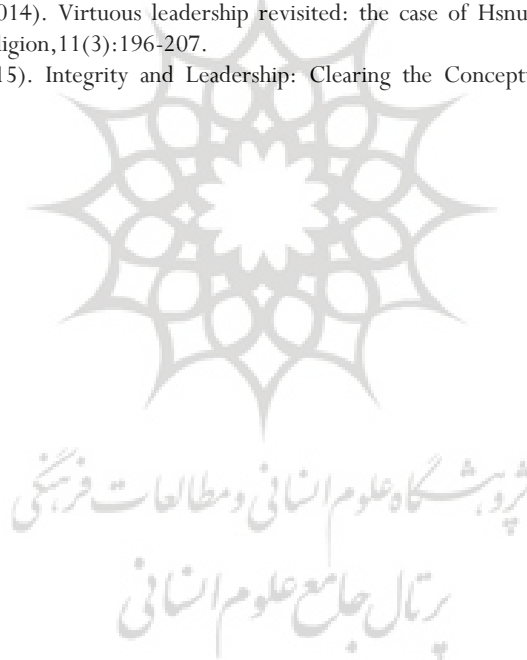 014). Virtuous leadership revisited: the case of Hsnu
ligion,11(3):196-207.
15). Integrity and Leadership: Clearing the Concept
پژوهشگاه علوم انسانی و مطالعات فرهنگی
پرتال جامع علوم انسانی